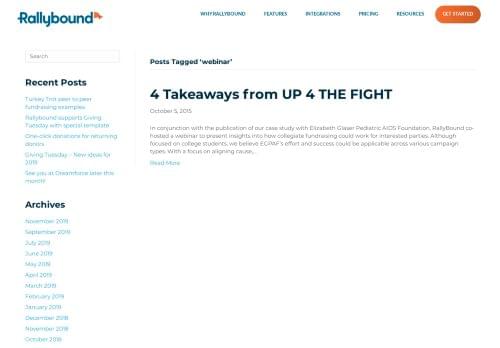 Rallybound
WHY RALLYBOUND
FEATURES
INTEGRATIONS
PRICING
RESOURCES
GET STARTED
Search
Recent Posts
Turkey Trot peer to peer
fundraising examples
Rallybound supports Giving
Tuesday with special template
One-click donations for returning
donors
Giving Tuesday – New ideas for
2019
See you at Dreamforce later this
month!
Archives
November 2019
September 2019
July 2019
June 2019
May 2019
April 2019
March 2019
February 2019
January 2019
December 2018
November 2018
October 2018
Posts Tagged ‘webinar’
4 Takeaways from UP 4 THE FIGHT
October 5, 2015
In conjunction with the publication of our case study with Elizabeth Glaser Pediatric AIDS Foundation, RallyBound co-
hosted a webinar to present insights into how collegiate fundraising could work for interested parties. Although
focused on college students, we believe EGPAF's effort and success could be applicable across various campaign
types. With a focus on aligning cause,...
Read More